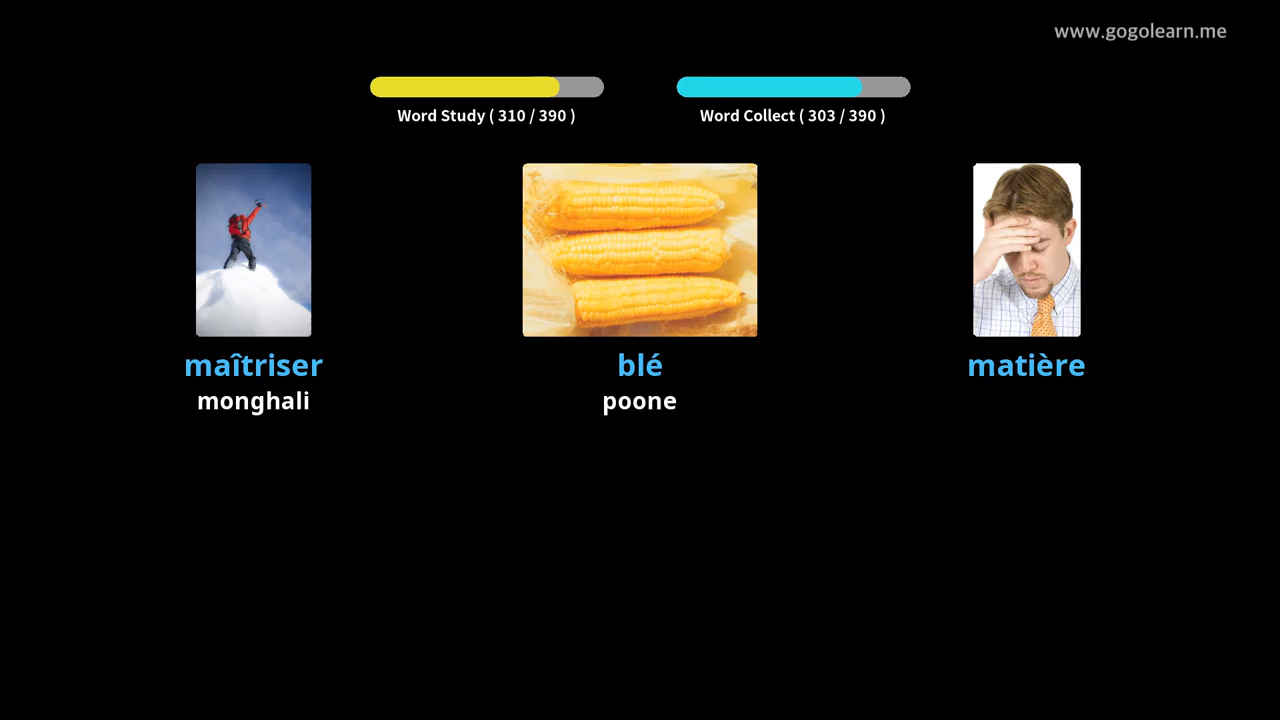 www.gogolearn.me
Word Study ( 310 / 390 )
Word Collect ( 303 / 390 )
maîtriser
monghali
blé
poone
matière